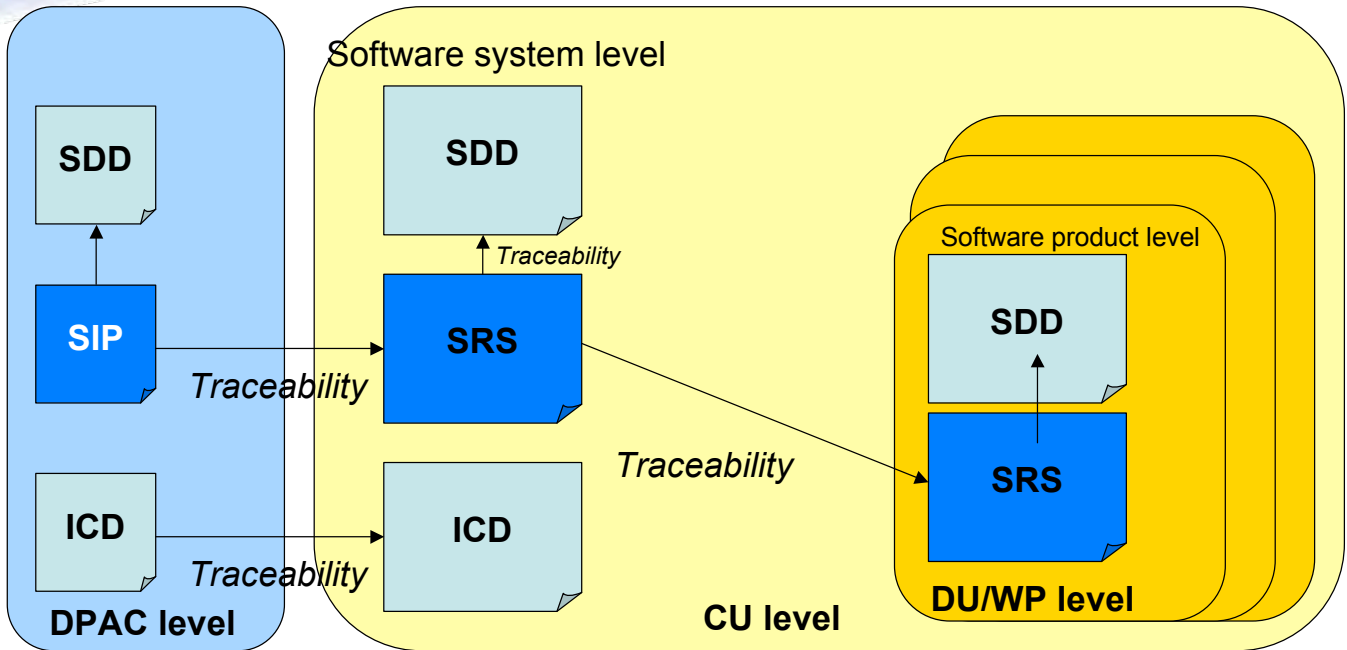 Software system level
SDD
SDD
Traceability
Software product level
SDD
SIP
SRS
Traceability
Traceability
SRS
ICD
ICD
Traceability
DPAC level
CU level
DU/WP level